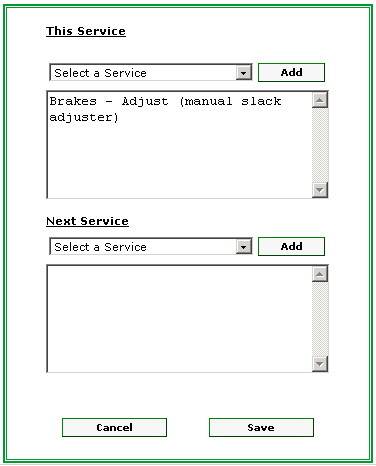 This Service
Select a Service
Add
Brakes - Adjust (manual slack
adjuster)
Next Service
Select a Service
Add
Cancel
Save